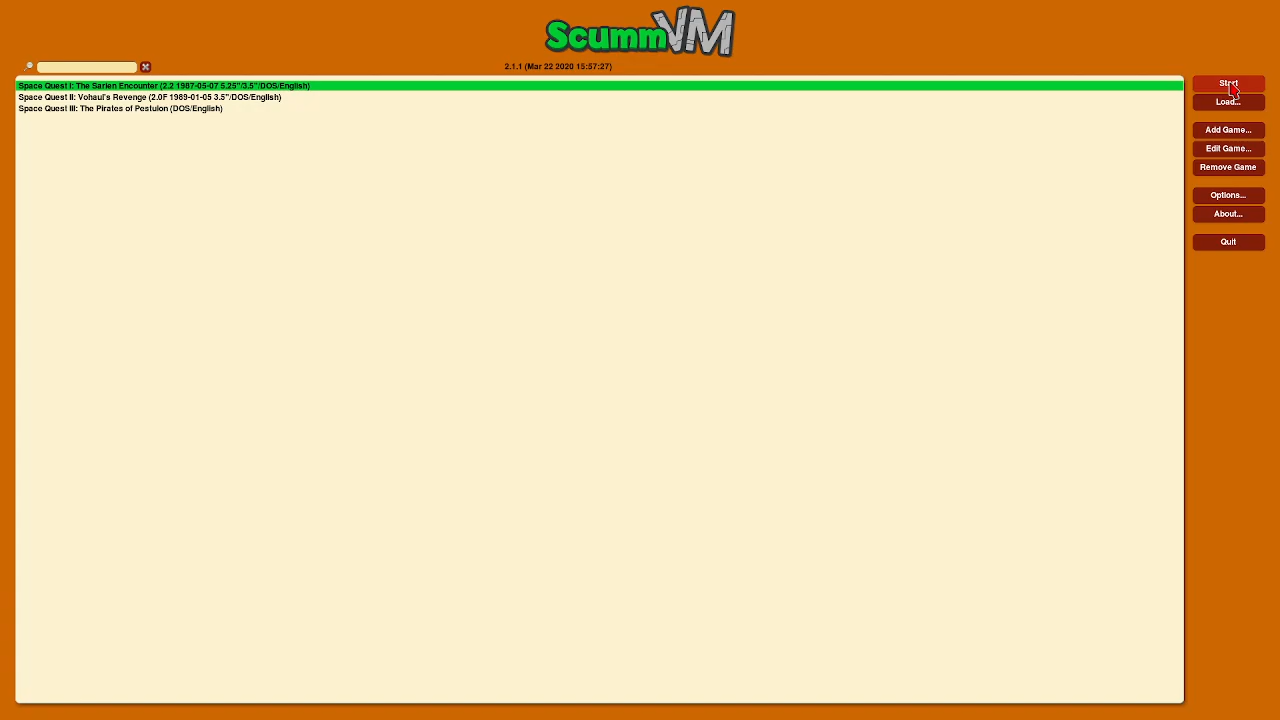 ScummVM
2.1.1 (Mar 22 2020 15:57:27)
Space Quest I: The Sarien Encounter (2.2 1987-05-07 5.25"/3.5"/DOS/English)
Space Quest II: Vohaul's Revenge (2.0F 1989-01-05 3.5"/DOS/English)
Space Quest III: The Pirates of Pestulon (DOS/English)
Start
Load...
Add Game...
Edit Game...
Remove Game
Options...
About...
Quit